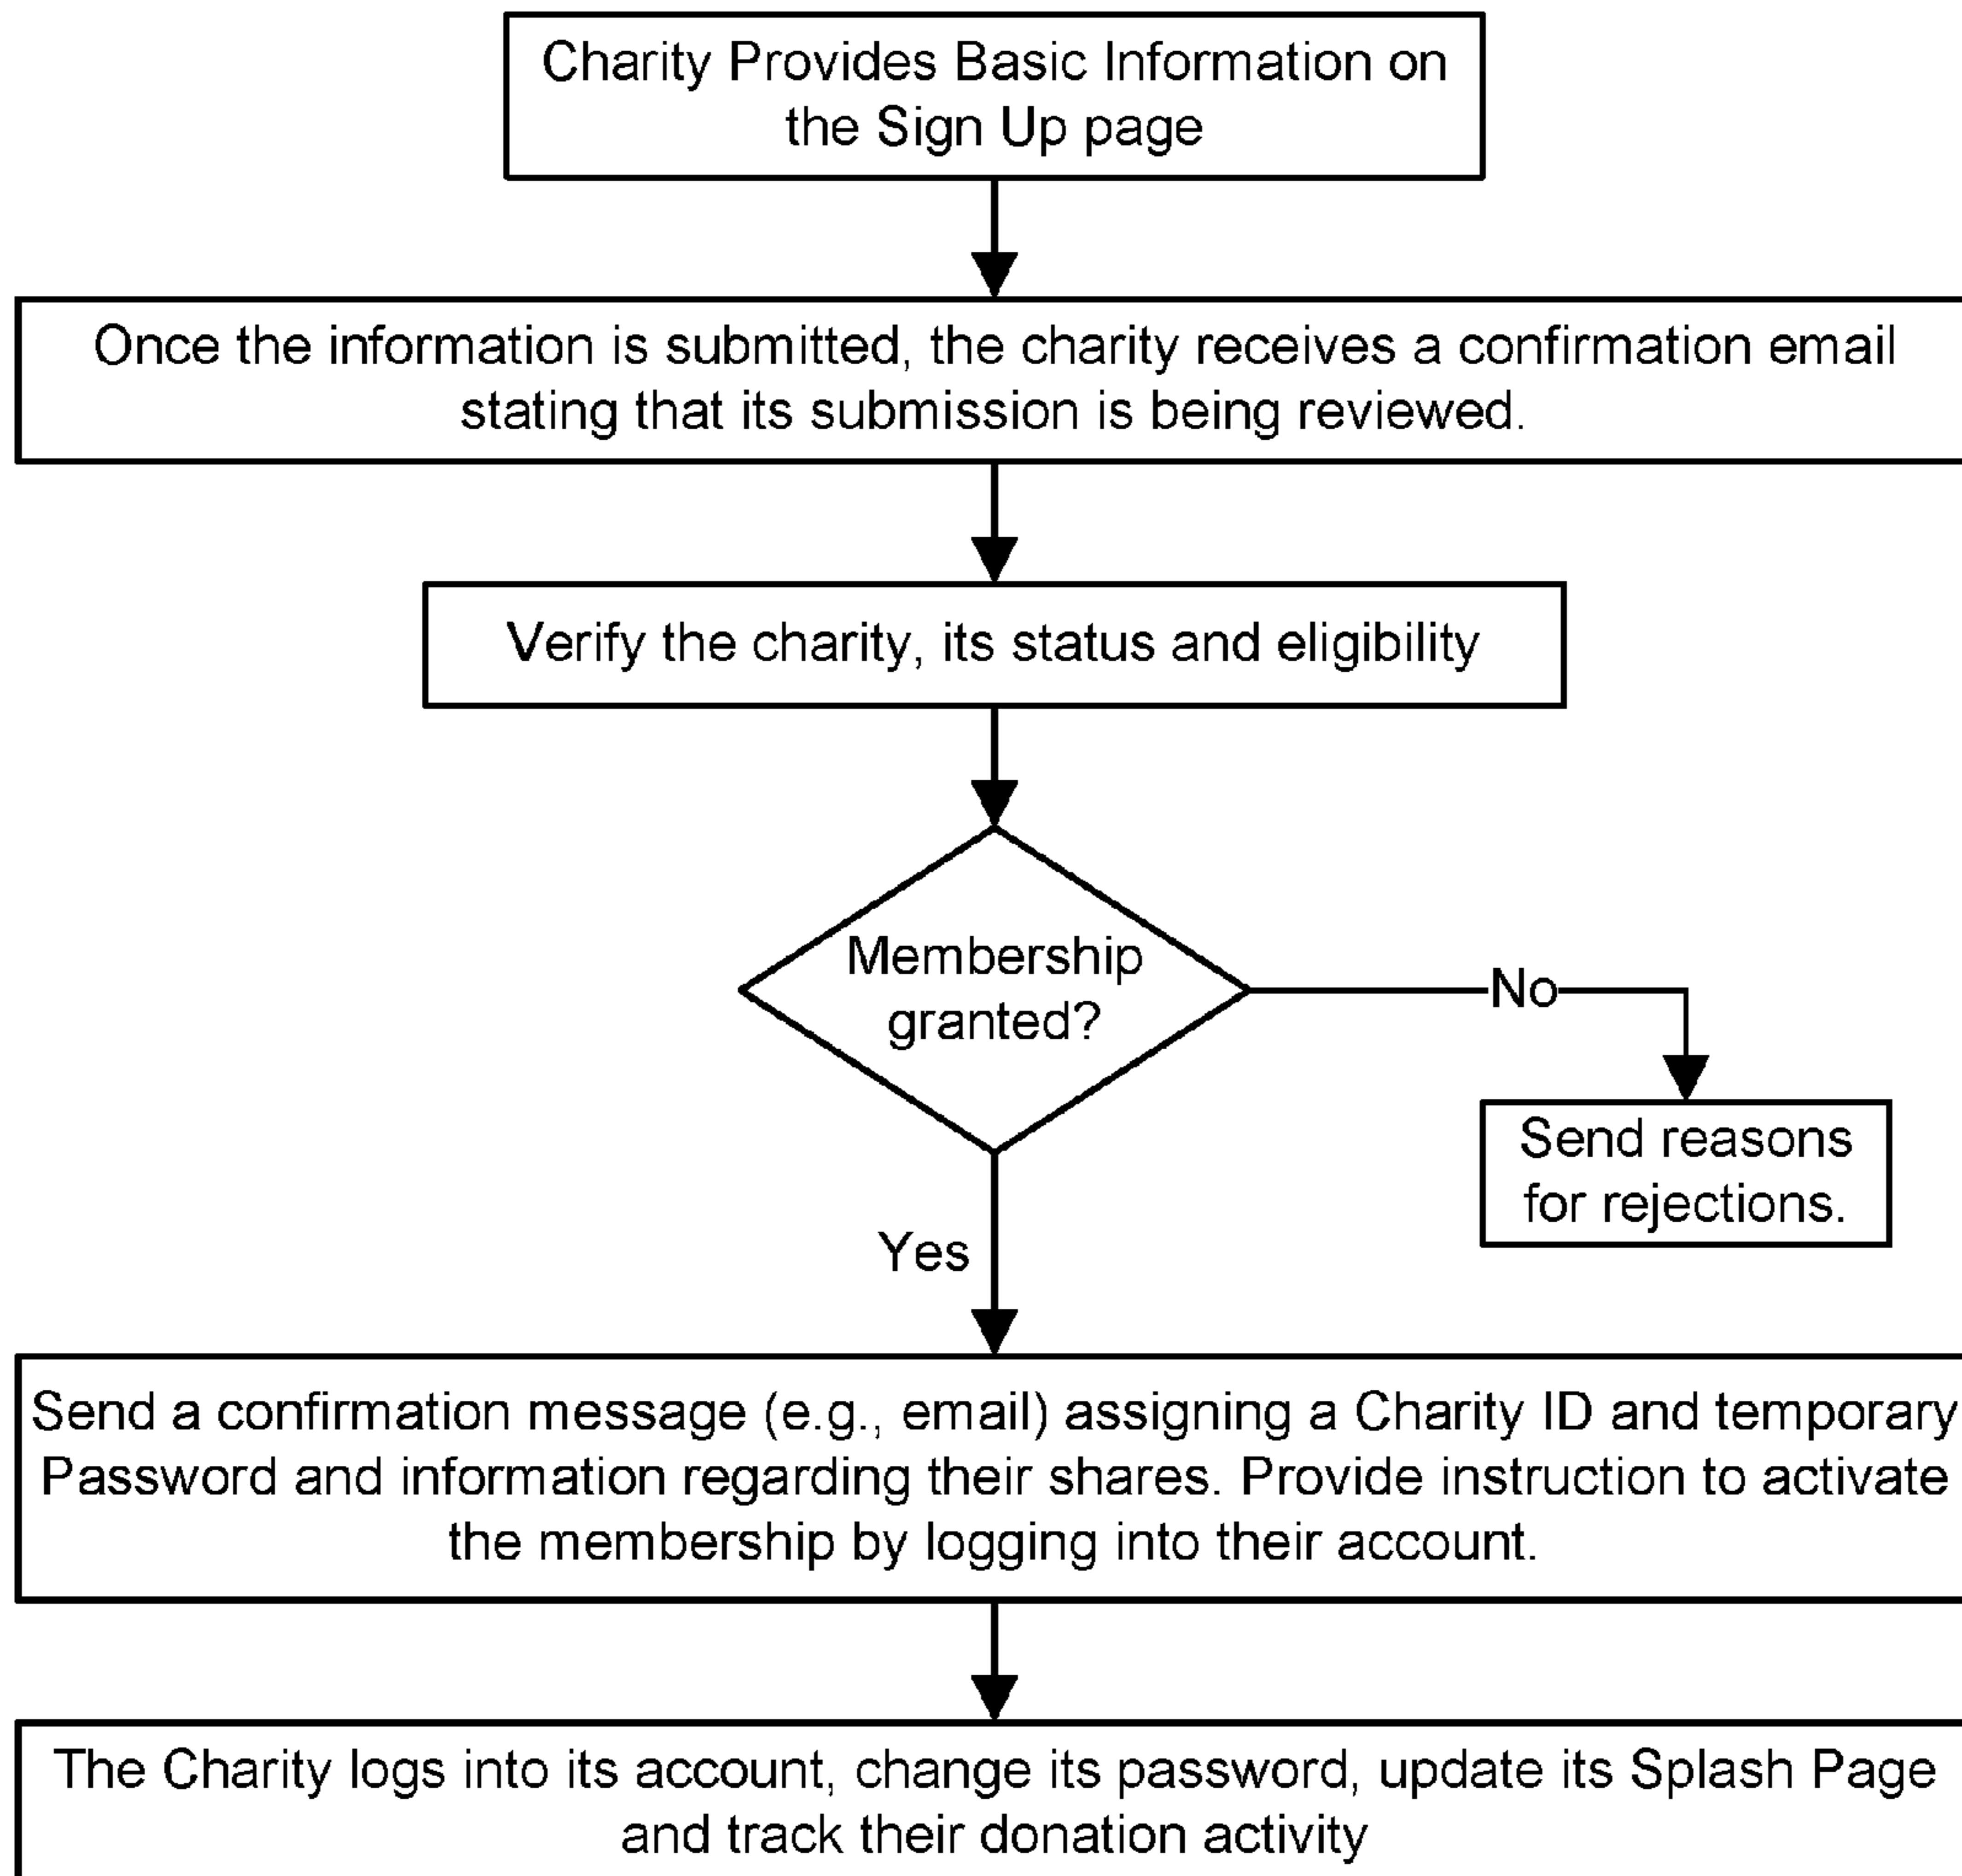 Charity Provides Basic Information on
the Sign Up page
Once the information is submitted, the charity receives a confirmation email
stating that its submission is being reviewed.
Verify the charity, its status and eligibility
Membership
granted?
No
Send reasons
for rejections.
Yes
Send a confirmation message (e.g., email) assigning a Charity ID and temporary
Password and information regarding their shares. Provide instruction to activate
the membership by logging into their account.
The Charity logs into its account, change its password, update its Splash Page
and track their donation activity